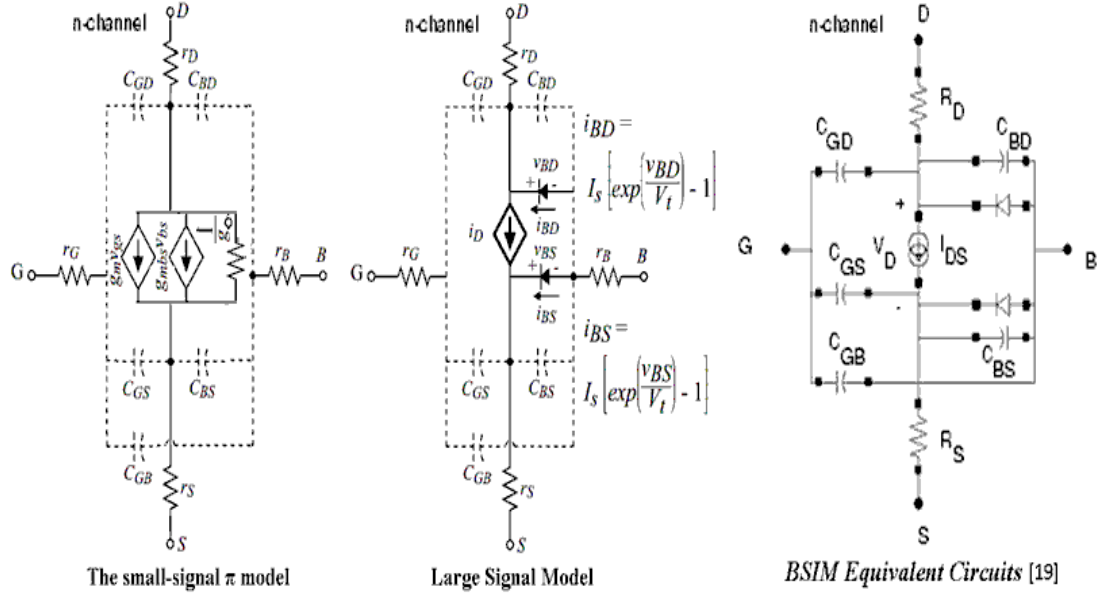 n-channel
D
rD
CGD
CBD
gmvgs
gmbsvbs
1
go
rG
G
rB
B
CGS
CBS
CGB
rS
S
The small-signal π model
n-channel
D
rD
CGD
CBD
iBD =
Is [exp(vBD/Vt) - 1]
vBD
+ -
iBD
iD
vBS
+ -
iBS
rG
G
rB
B
iBS =
Is [exp(vBS/Vt) - 1]
CGS
CBS
CGB
rS
S
Large Signal Model
n-channel
D
RD
CGD
CBD
+
G
VD
IDS
B
CGS
-
CGB
CBS
RS
S
BSIM Equivalent Circuits [19]